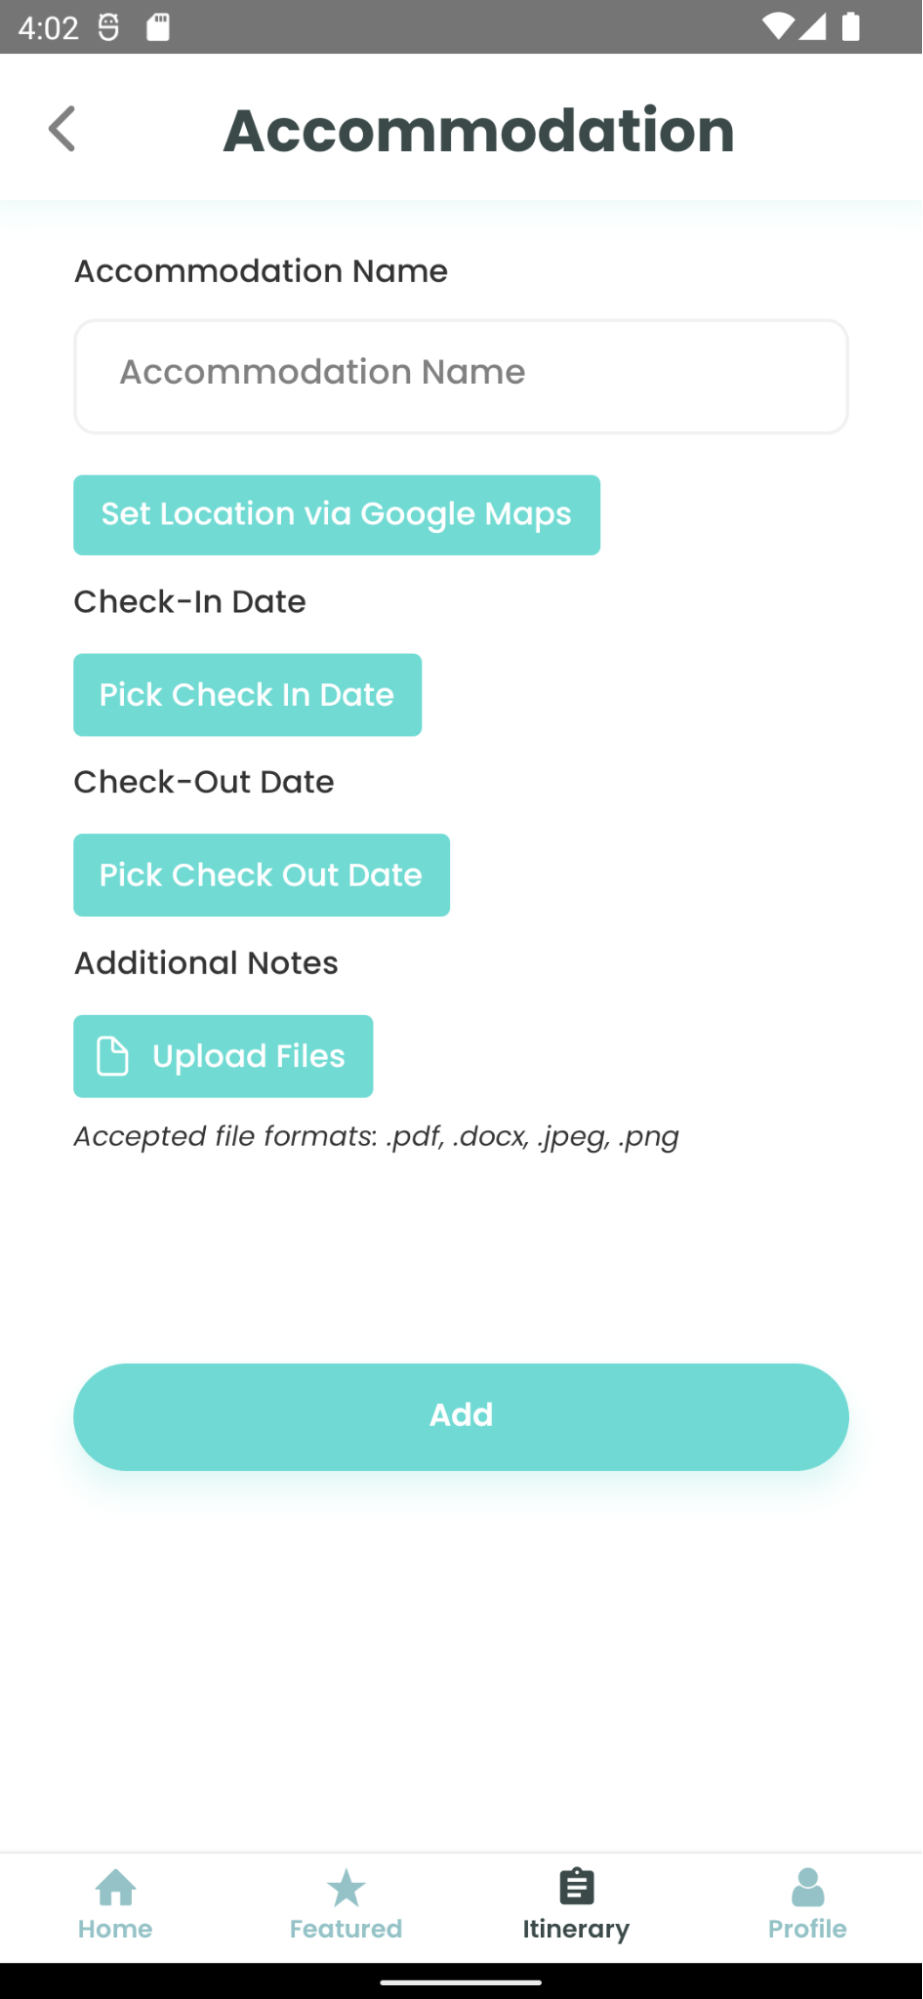 4:02
Accommodation
Accommodation Name
Accommodation Name
Set Location via Google Maps
Check-In Date
Pick Check In Date
Check-Out Date
Pick Check Out Date
Additional Notes
Upload Files
Accepted file formats: .pdf, .docx, .jpeg, .png
Add
Home Featured Itinerary Profile